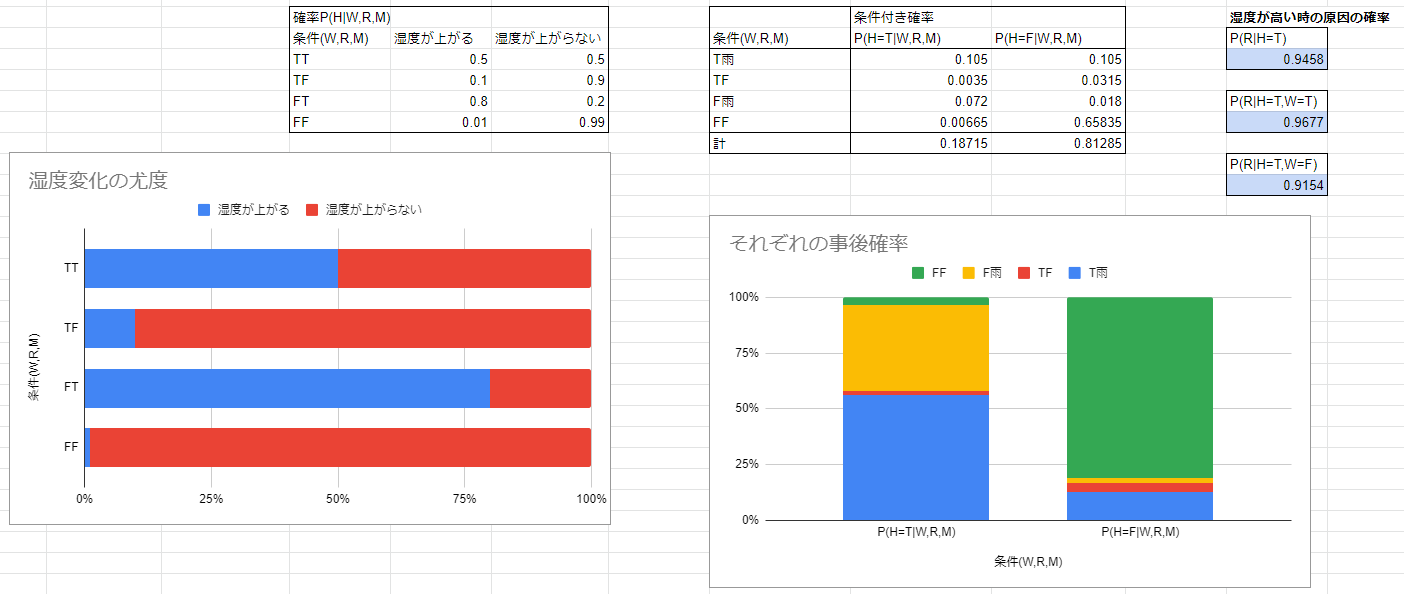 確率P(H|W,R,M)
条件(W,R,M) 湿度が上がる 湿度が上がらない
TT 0.5 0.5
TF 0.1 0.9
FT 0.8 0.2
FF 0.01 0.99
条件付き確率
条件(W,R,M) P(H=T|W,R,M) P(H=F|W,R,M)
T雨 0.105 0.105
TF 0.0035 0.0315
F雨 0.072 0.018
FF 0.00665 0.65835
計 0.18715 0.81285
湿度が高い時の原因の確率
P(R|H=T)
0.9458
P(R|H=T,W=T)
0.9677
P(R|H=T,W=F)
0.9154
湿度変化の尤度
湿度が上がる 湿度が上がらない
TT
TF
FT
FF
条件(W,R,M)
0% 25% 50% 75% 100%
それぞれの事後確率
FF F雨 TF T雨
100%
75%
50%
25%
0%
P(H=T|W,R,M) P(H=F|W,R,M)
条件(W,R,M)